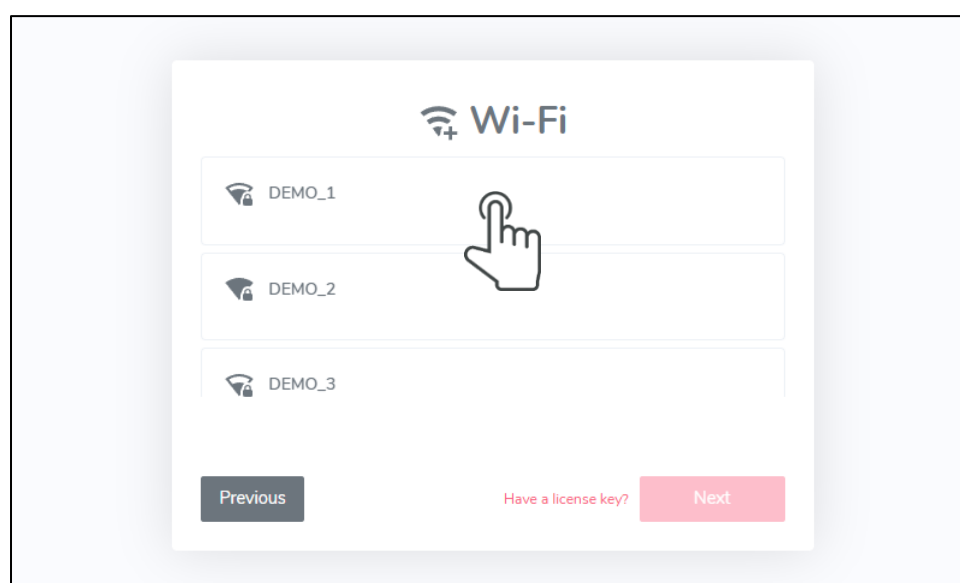 Wi-Fi
DEMO_1
DEMO_2
DEMO_3
Previous
Have a license key?
Next